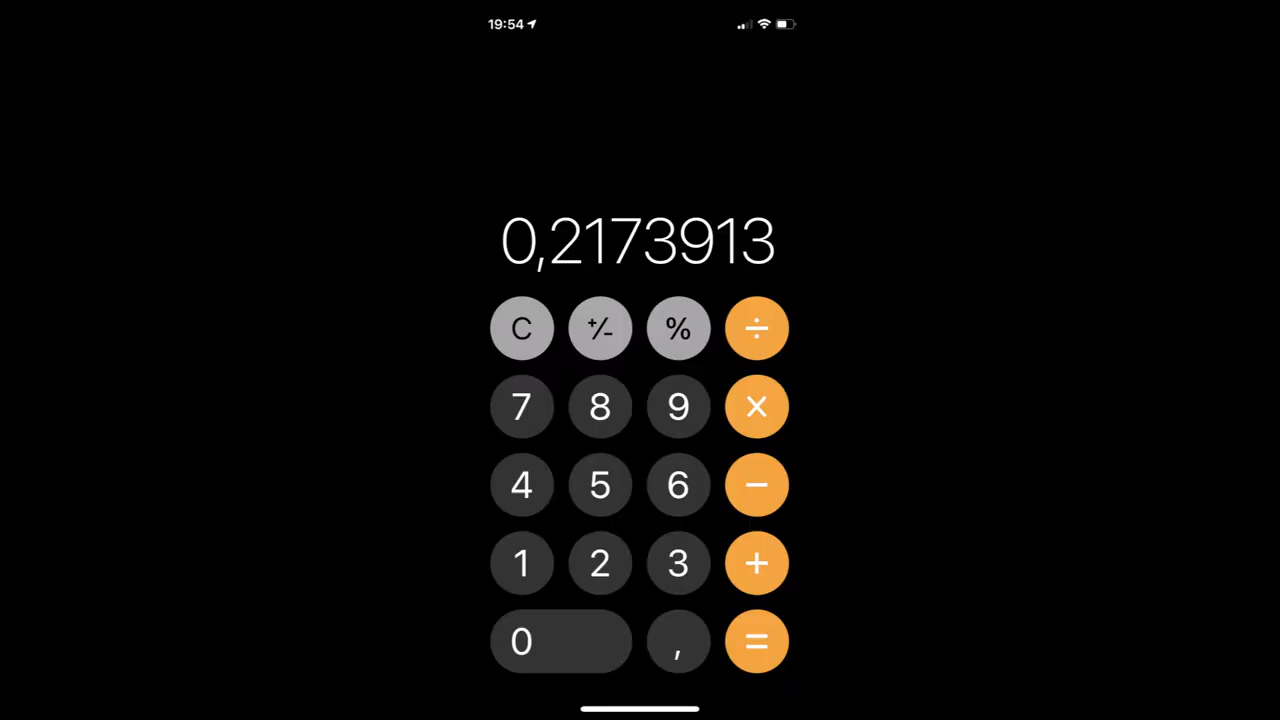 19:54
0,2173913
C +/- % ÷
7 8 9 ×
4 5 6 −
1 2 3 +
0 , =